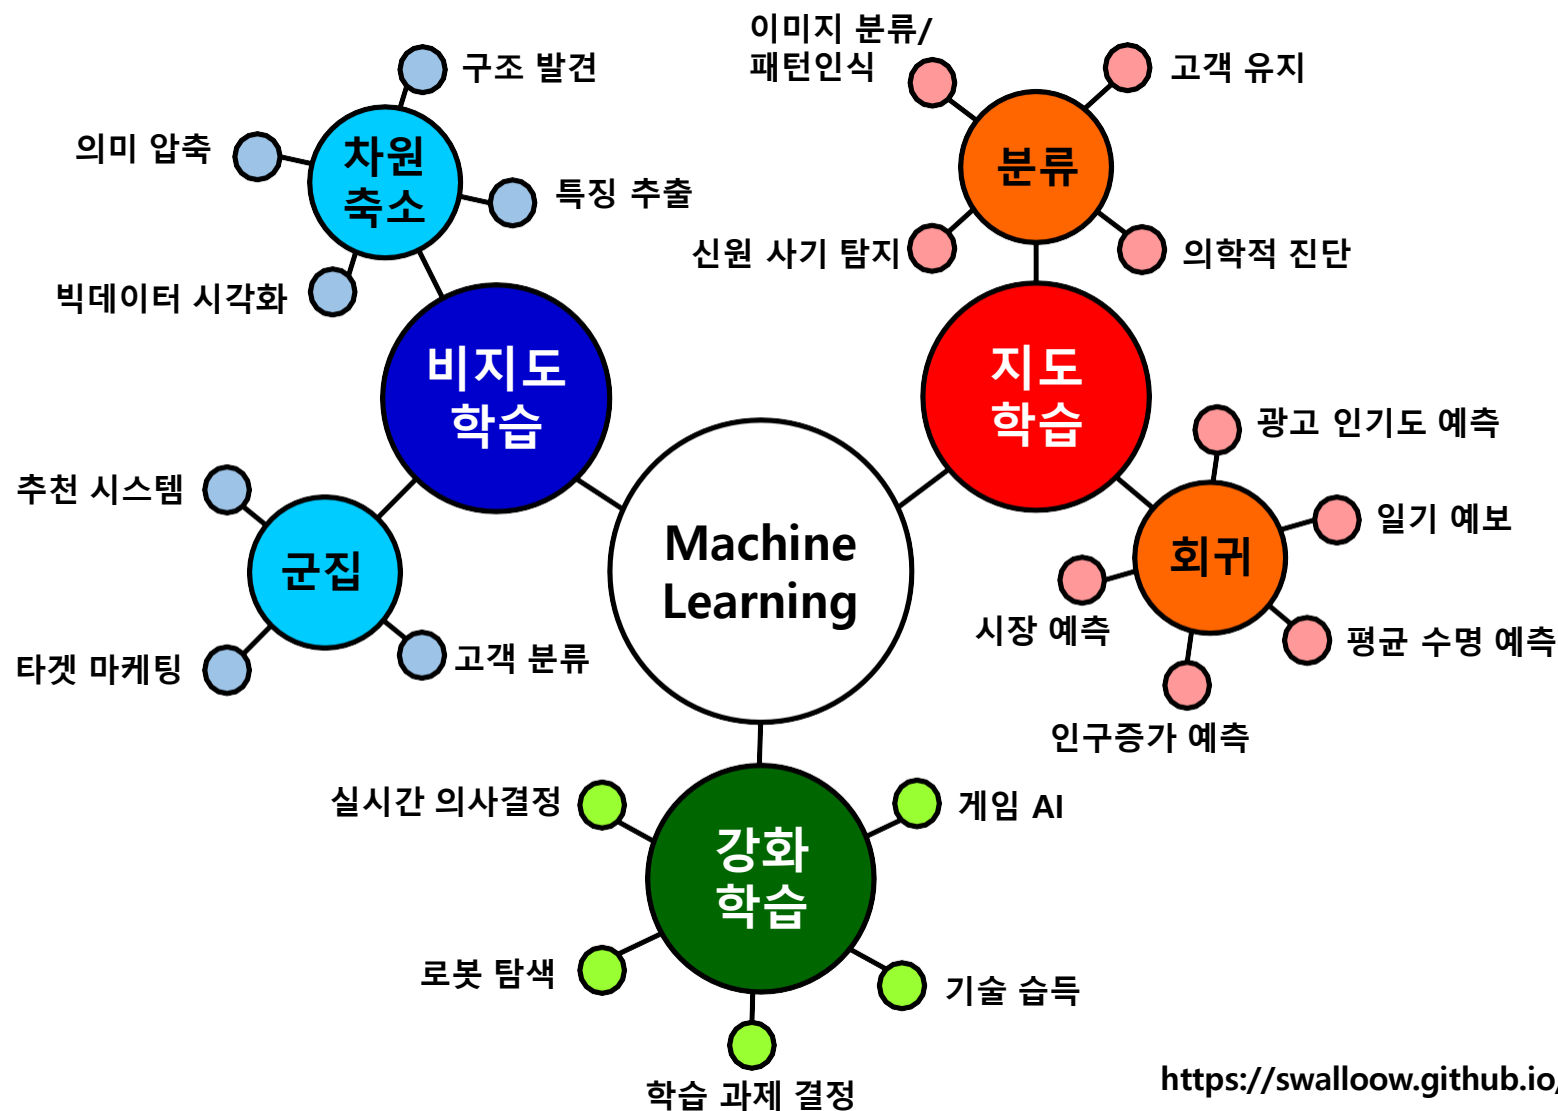 이미지 분류/
패턴인식
고객 유지
구조 발견
의미 압축
차원
축소
특징 추출
빅데이터 시각화
분류
신원 사기 탐지
의학적 진단
비지도
학습
지도
학습
광고 인기도 예측
일기 예보
회귀
시장 예측
평균 수명 예측
인구증가 예측
추천 시스템
군집
타겟 마케팅
고객 분류
Machine
Learning
실시간 의사결정
게임 AI
강화
학습
로봇 탐색
기술 습득
학습 과제 결정
https://swalloow.github.io/